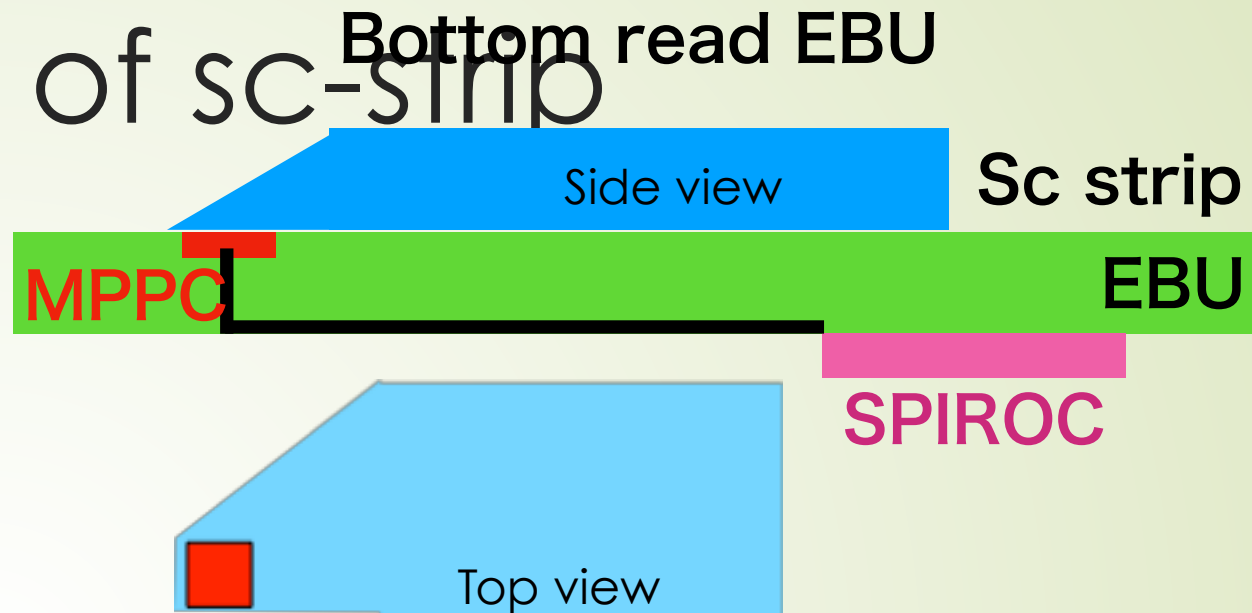 Bottom read EBU
of sc-strip
Side view
Sc strip
MPPC
EBU
SPIROC
Top view